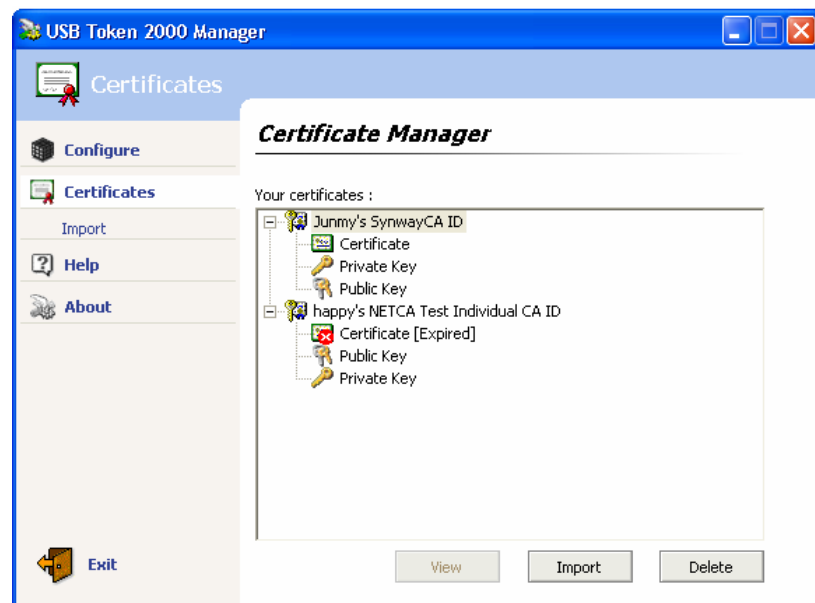 USB Token 2000 Manager
Certificates
Configure
Certificates
Import
Help
About
Exit
Certificate Manager
Your certificates :
Junmy's SynwayCA ID
Certificate
Private Key
Public Key
happy's NETCA Test Individual CA ID
Certificate [Expired]
Public Key
Private Key
View
Import
Delete